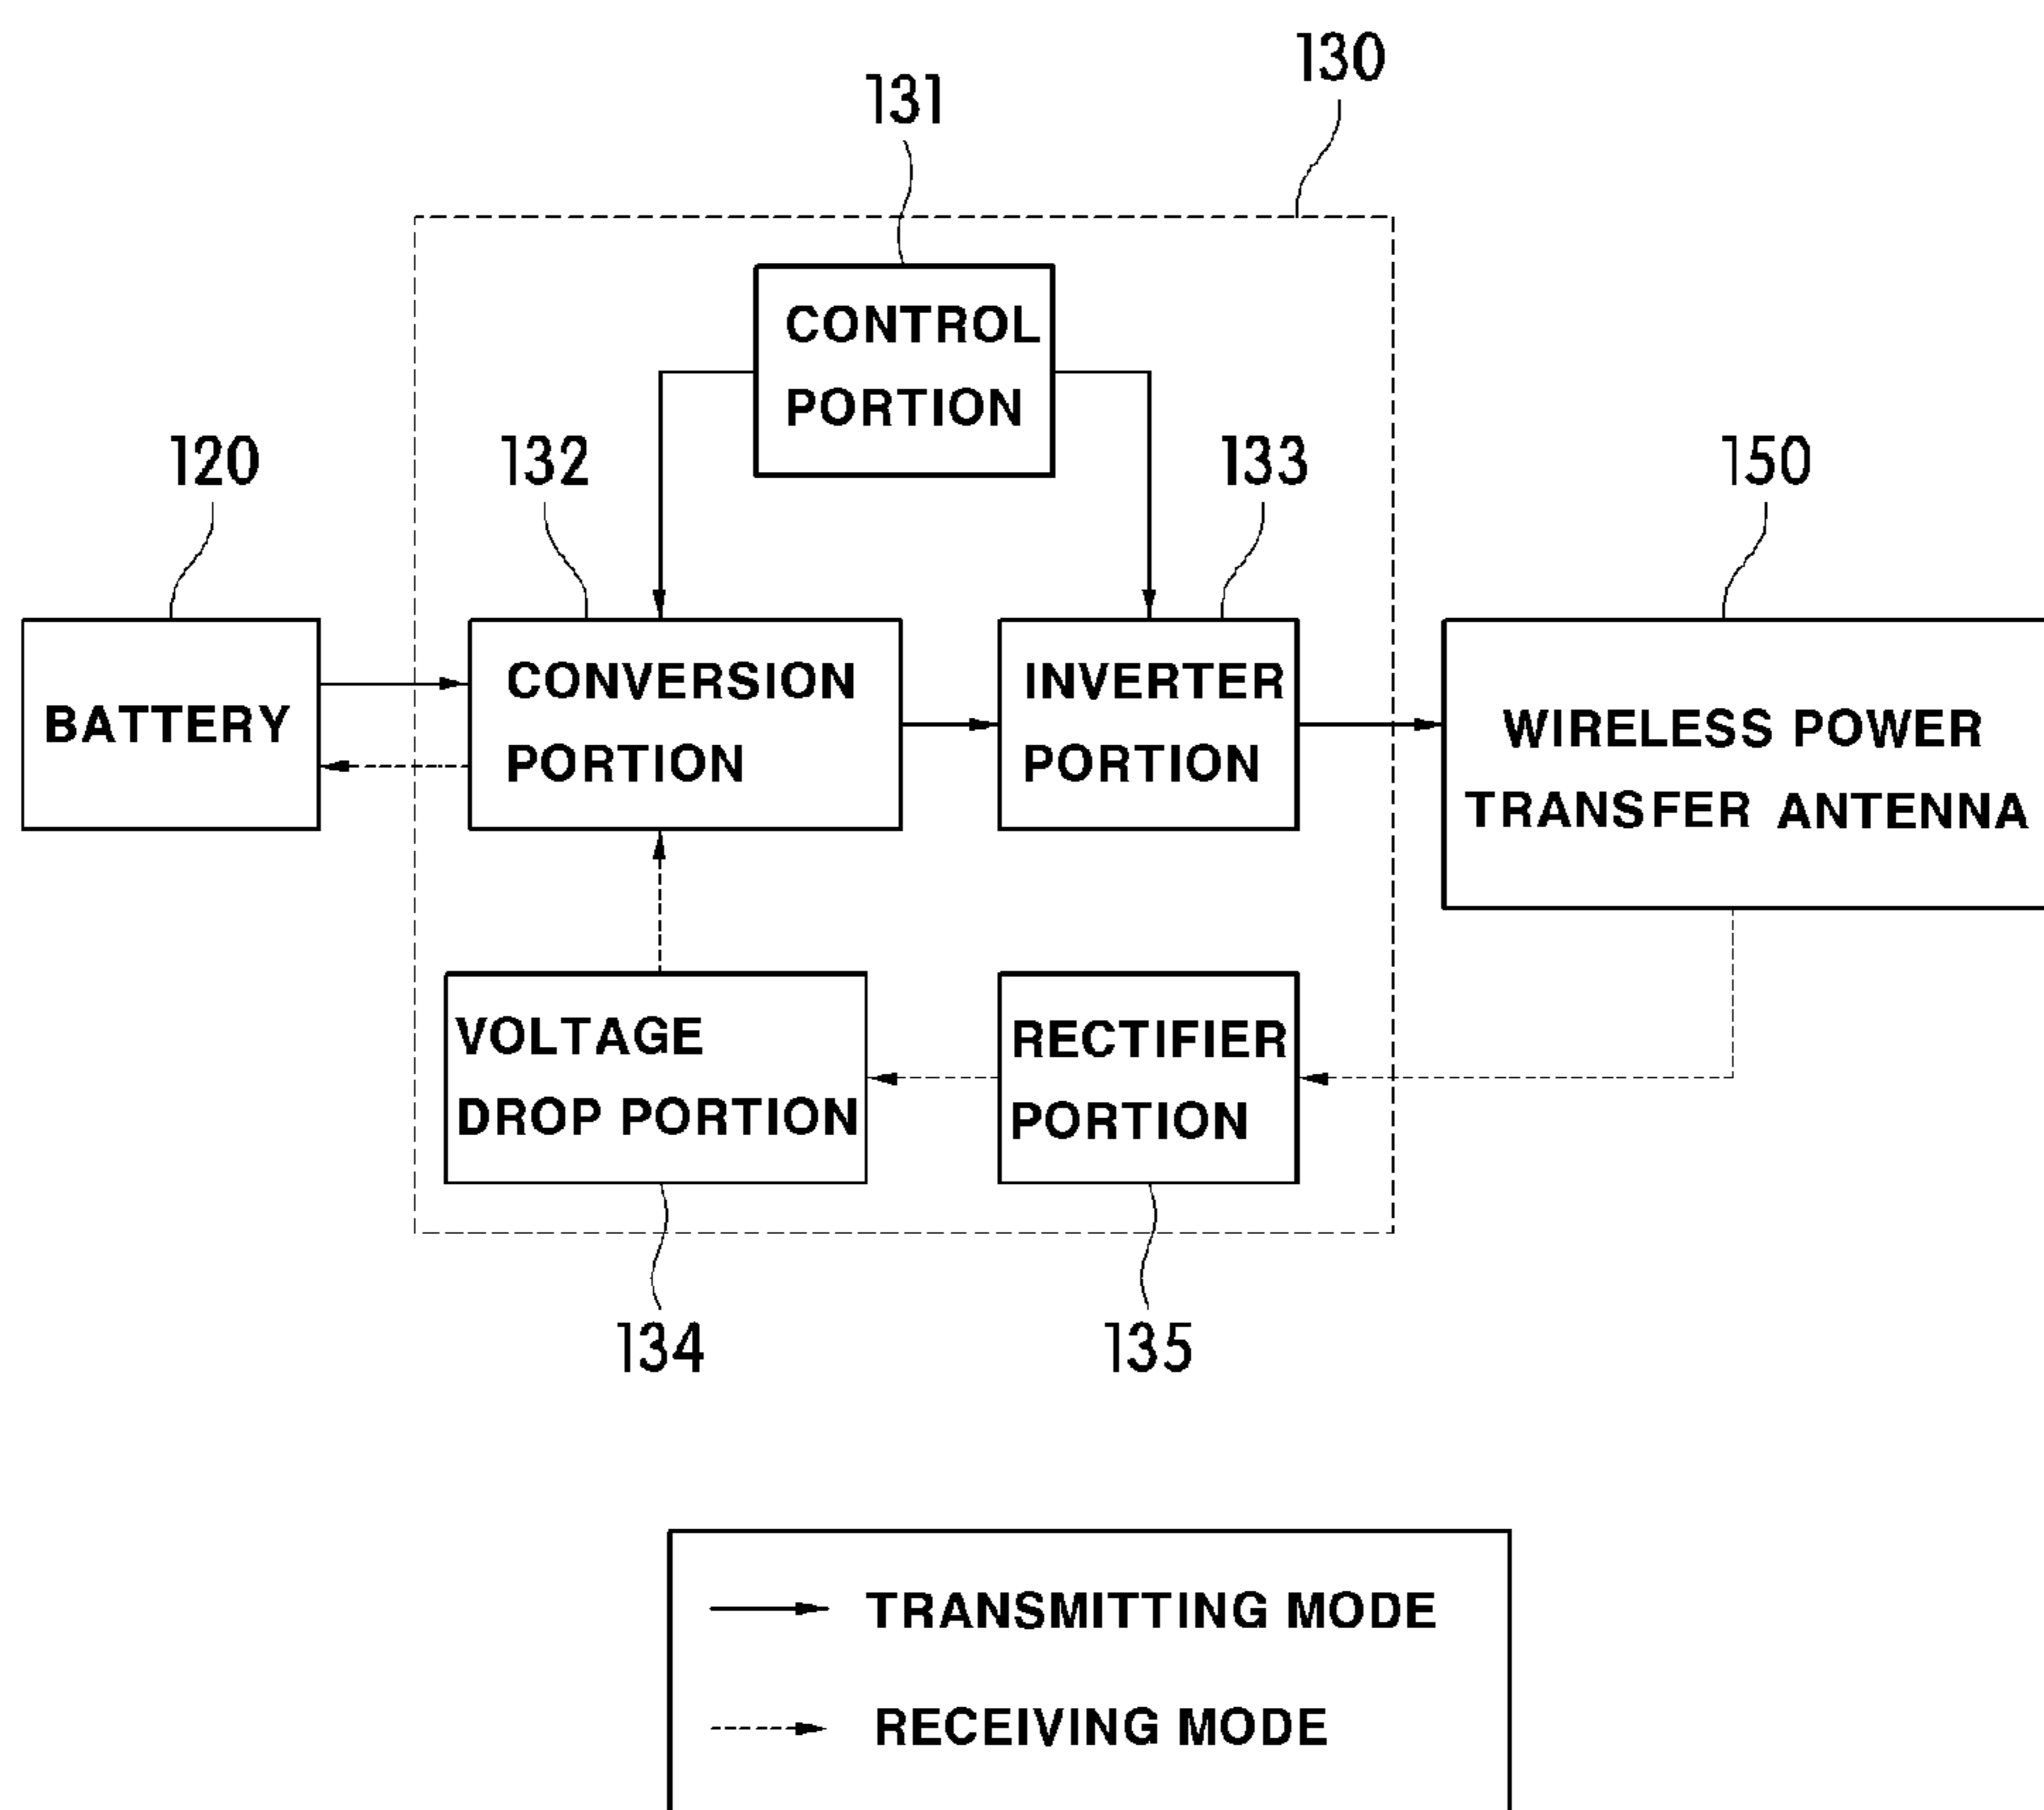 130
131
CONTROL
PORTION
120
132
133
150
BATTERY
CONVERSION
PORTION
INVERTER
PORTION
WIRELESS POWER
TRANSFER ANTENNA
VOLTAGE
DROP PORTION
RECTIFIER
PORTION
134
135
TRANSMITTING MODE
RECEIVING MODE